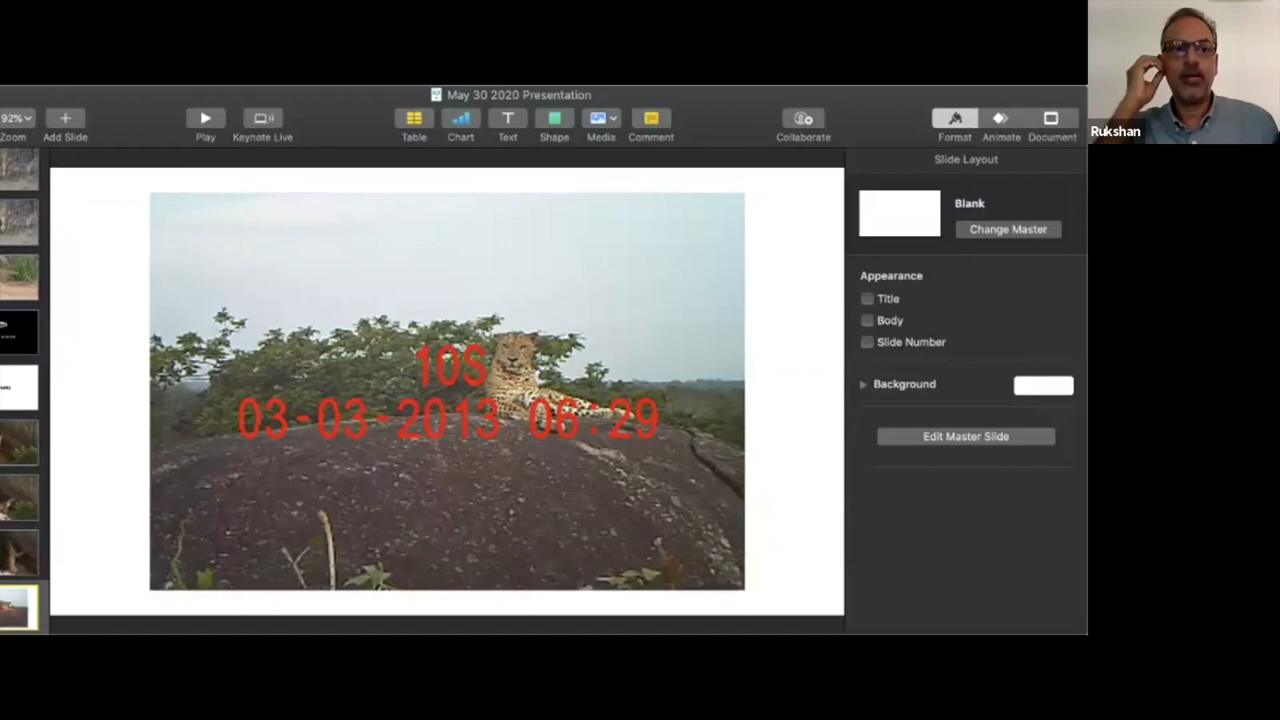 May 30 2020 Presentation
92%
Zoom
Add Slide
Play
Keynote Live
Table
Chart
Text
Shape
Media
Comment
Collaborate
Format
Animate
Document
Rukshan
Slide Layout
Blank
Change Master
Appearance
Title
Body
Slide Number
Background
Edit Master Slide
10S
03-03-2013 06:29